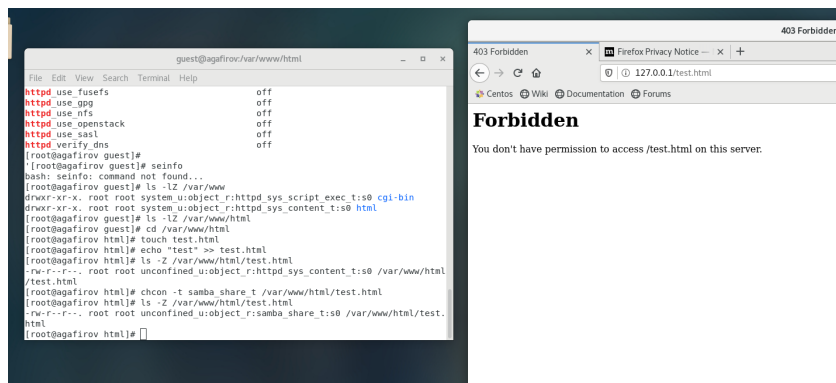 guest@agafirov:/var/www/html
File Edit View Search Terminal Help
httpd_use_fusefs off
httpd_use_gpg off
httpd_use_nfs off
httpd_use_openstack off
httpd_use_sasl off
httpd_verify_dns off
[root@agafirov guest]#
'[root@agafirov guest]# seinfo
bash: seinfo: command not found...
[root@agafirov guest]# ls -lZ /var/www
drwxr-xr-x. root root system_u:object_r:httpd_sys_script_exec_t:s0 cgi-bin
drwxr-xr-x. root root system_u:object_r:httpd_sys_content_t:s0 html
[root@agafirov guest]# ls -lZ /var/www/html
[root@agafirov guest]# cd /var/www/html
[root@agafirov html]# touch test.html
[root@agafirov html]# echo "test" >> test.html
[root@agafirov html]# ls -Z /var/www/html/test.html
-rw-r--r--. root root unconfined_u:object_r:httpd_sys_content_t:s0 /var/www/html
/test.html
[root@agafirov html]# chcon -t samba_share_t /var/www/html/test.html
[root@agafirov html]# ls -Z /var/www/html/test.html
-rw-r--r--. root root unconfined_u:object_r:samba_share_t:s0 /var/www/html/test.
html
[root@agafirov html]#
403 Forbidden
403 Forbidden
Firefox Privacy Notice —
127.0.0.1/test.html
Centos Wiki Documentation Forums
Forbidden
You don't have permission to access /test.html on this server.